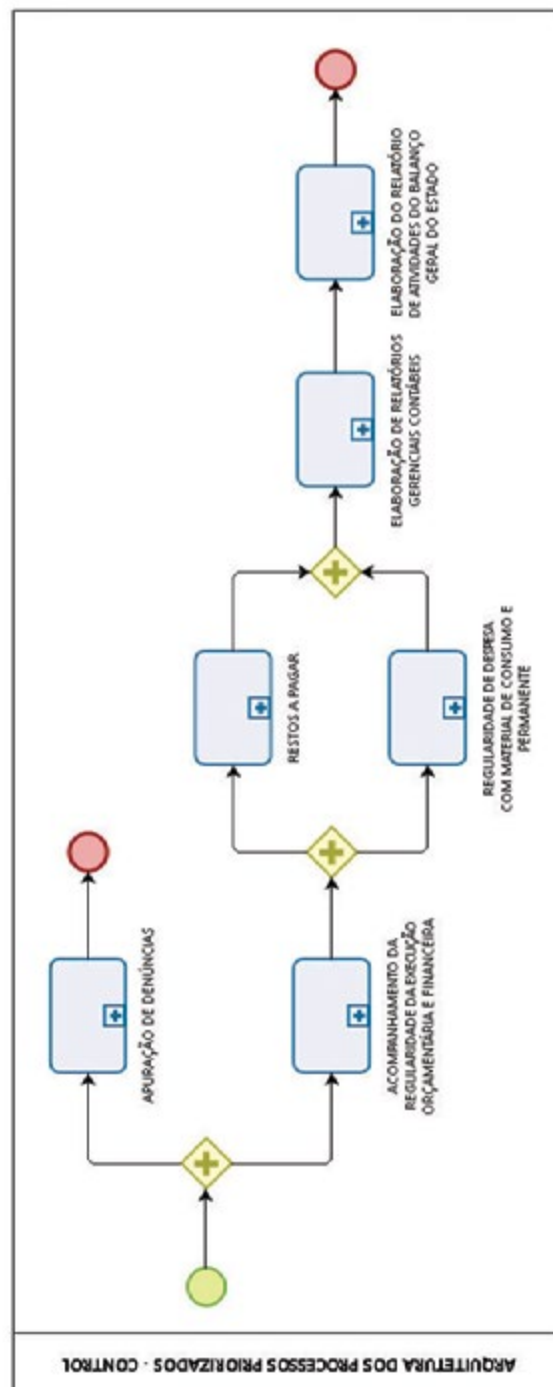 ARQUITETURA DOS PROCESSOS PRIORIZADOS - CONTROL
APURAÇÃO DE DENÚNCIAS
ACOMPANHAMENTO DA
REGULARIDADE DA EXECUÇÃO
ORÇAMENTÁRIA E FINANCEIRA
RESTOS A PAGAR
REGULARIDADE DE DESPESA
COM MATERIAL DE CONSUMO E
PERMANENTE
ELABORAÇÃO DE RELATÓRIOS
GERENCIAIS CONTÁBEIS
ELABORAÇÃO DO RELATÓRIO
DE ATIVIDADES DO BALANÇO
GERAL DO ESTADO